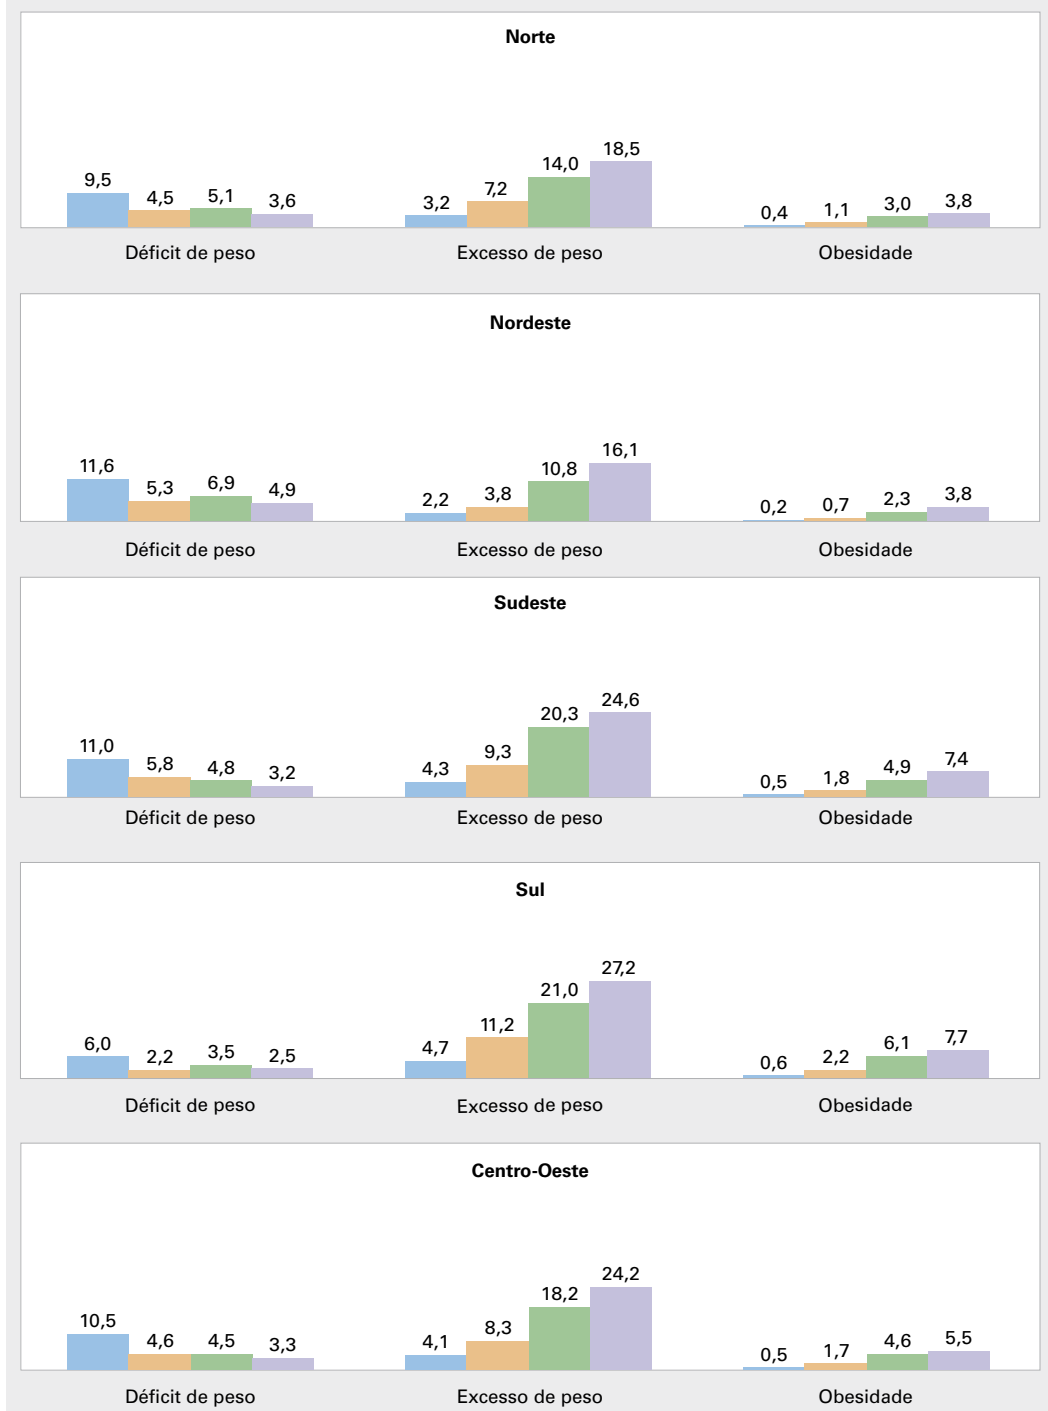 Norte
9,5 4,5 5,1 3,6 3,2 7,2 14,0 18,5 0,4 1,1 3,0 3,8
Déficit de peso Excesso de peso Obesidade
Nordeste
11,6 5,3 6,9 4,9 2,2 3,8 10,8 16,1 0,2 0,7 2,3 3,8
Déficit de peso Excesso de peso Obesidade
Sudeste
11,0 5,8 4,8 3,2 4,3 9,3 20,3 24,6 0,5 1,8 4,9 7,4
Déficit de peso Excesso de peso Obesidade
Sul
6,0 2,2 3,5 2,5 4,7 11,2 21,0 27,2 0,6 2,2 6,1 7,7
Déficit de peso Excesso de peso Obesidade
Centro-Oeste
10,5 4,6 4,5 3,3 4,1 8,3 18,2 24,2 0,5 1,7 4,6 5,5
Déficit de peso Excesso de peso Obesidade